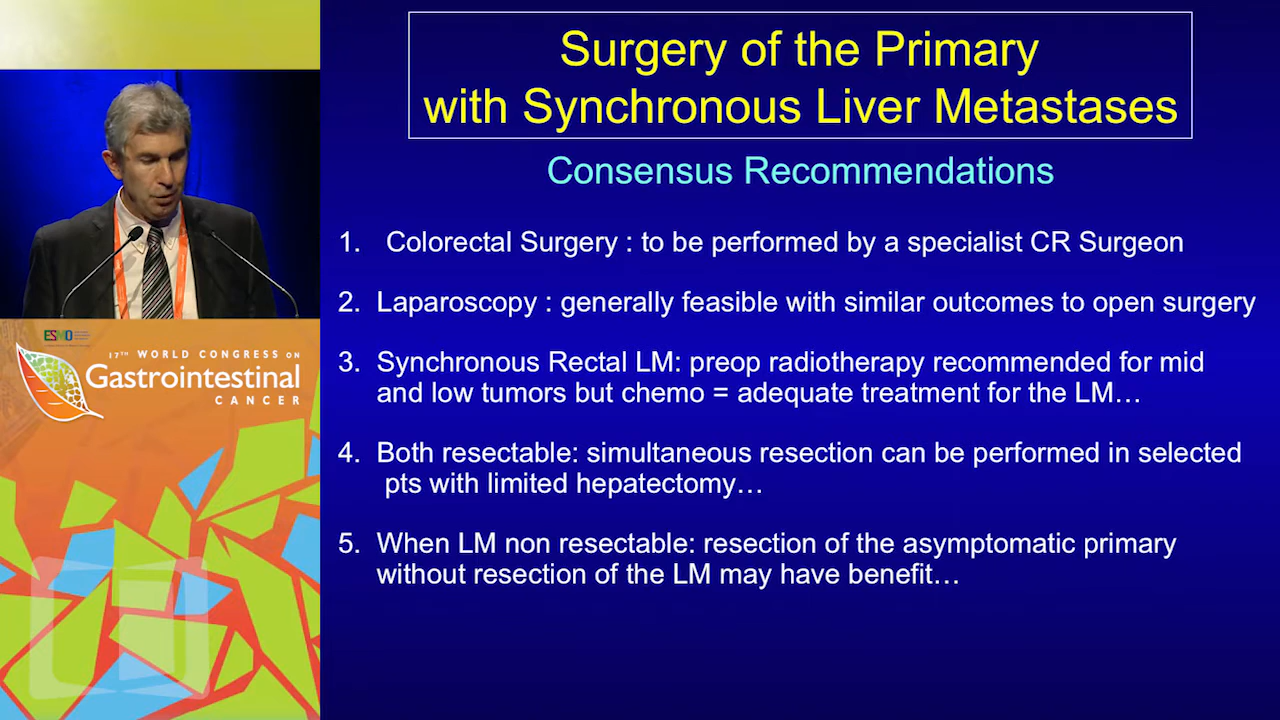 Surgery of the Primary
with Synchronous Liver Metastases
Consensus Recommendations
1. Colorectal Surgery : to be performed by a specialist CR Surgeon
2. Laparoscopy : generally feasible with similar outcomes to open surgery
3. Synchronous Rectal LM: preop radiotherapy recommended for mid
and low tumors but chemo = adequate treatment for the LM…
4. Both resectable: simultaneous resection can be performed in selected
pts with limited hepatectomy…
5. When LM non resectable: resection of the asymptomatic primary
without resection of the LM may have benefit…
ESMO
17TH WORLD CONGRESS ON
Gastrointestinal
CANCER